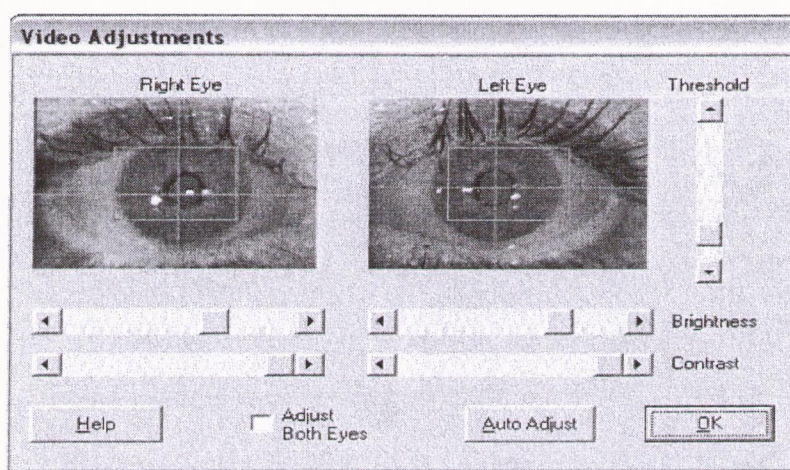 Video Adjustments
Right Eye Left Eye Threshold
Brightness
Contrast
Help Adjust Both Eyes Auto Adjust OK